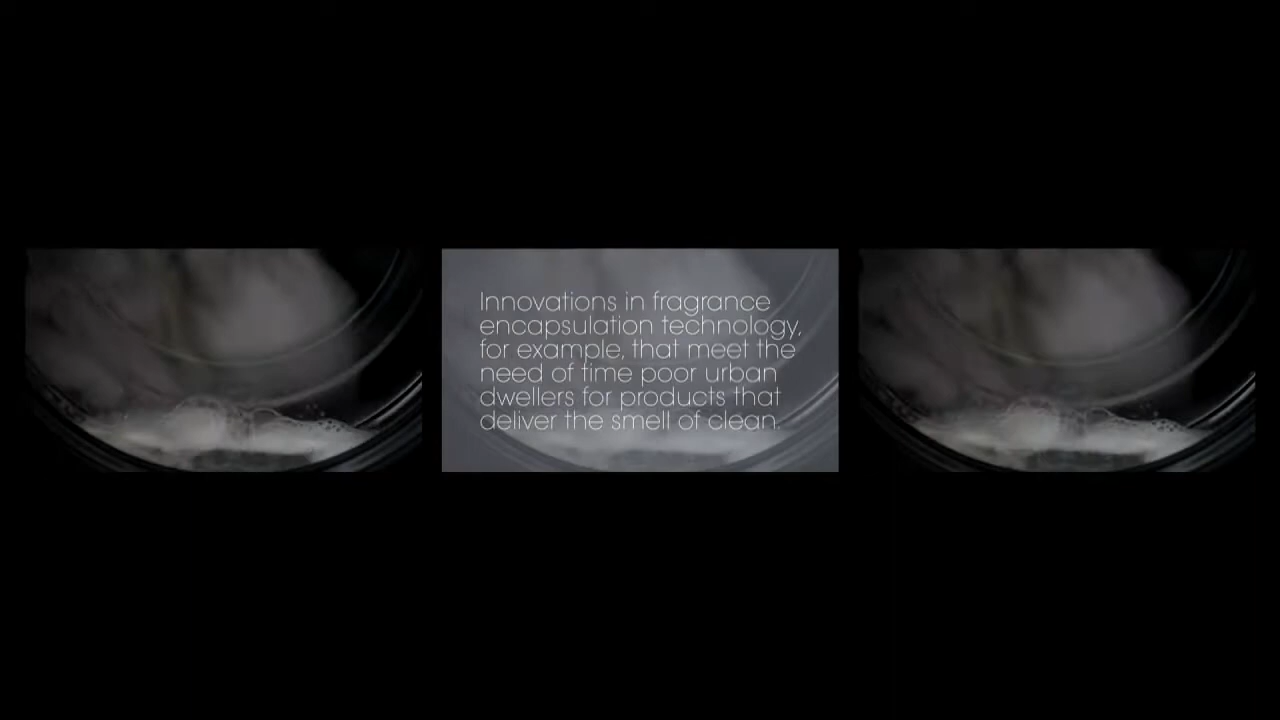 Innovations in fragrance
encapsulation technology,
for example, that meet the
need of time poor urban
dwellers for products that
deliver the smell of clean.